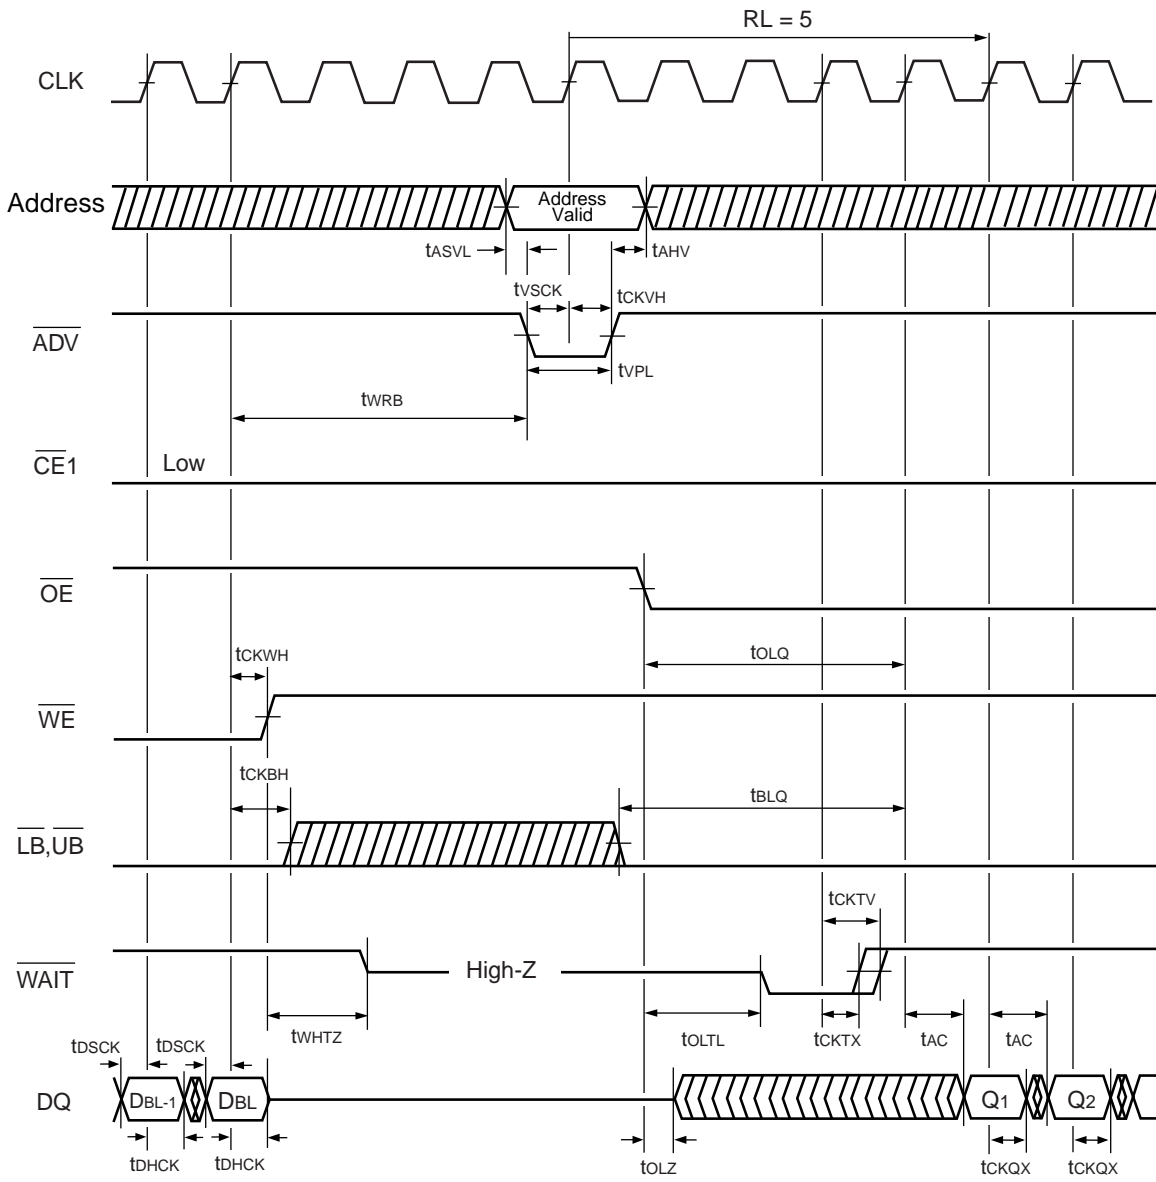 RL = 5
CLK
Address
Address
Valid
tASVL
tAHV
tVSCK
tCKVH
ADV
tVPL
tWRB
CE1
Low
OE
tCKWH
tOLQ
WE
tCKBH
tBLQ
LB,UB
tCKTV
WAIT
High-Z
tWHTZ
tOLTL
tCKTX
tAC
tAC
tDSCK
tDSCK
DQ
DBL-1
DBL
Q1
Q2
tDHCK
tDHCK
tOLZ
tCKQX
tCKQX